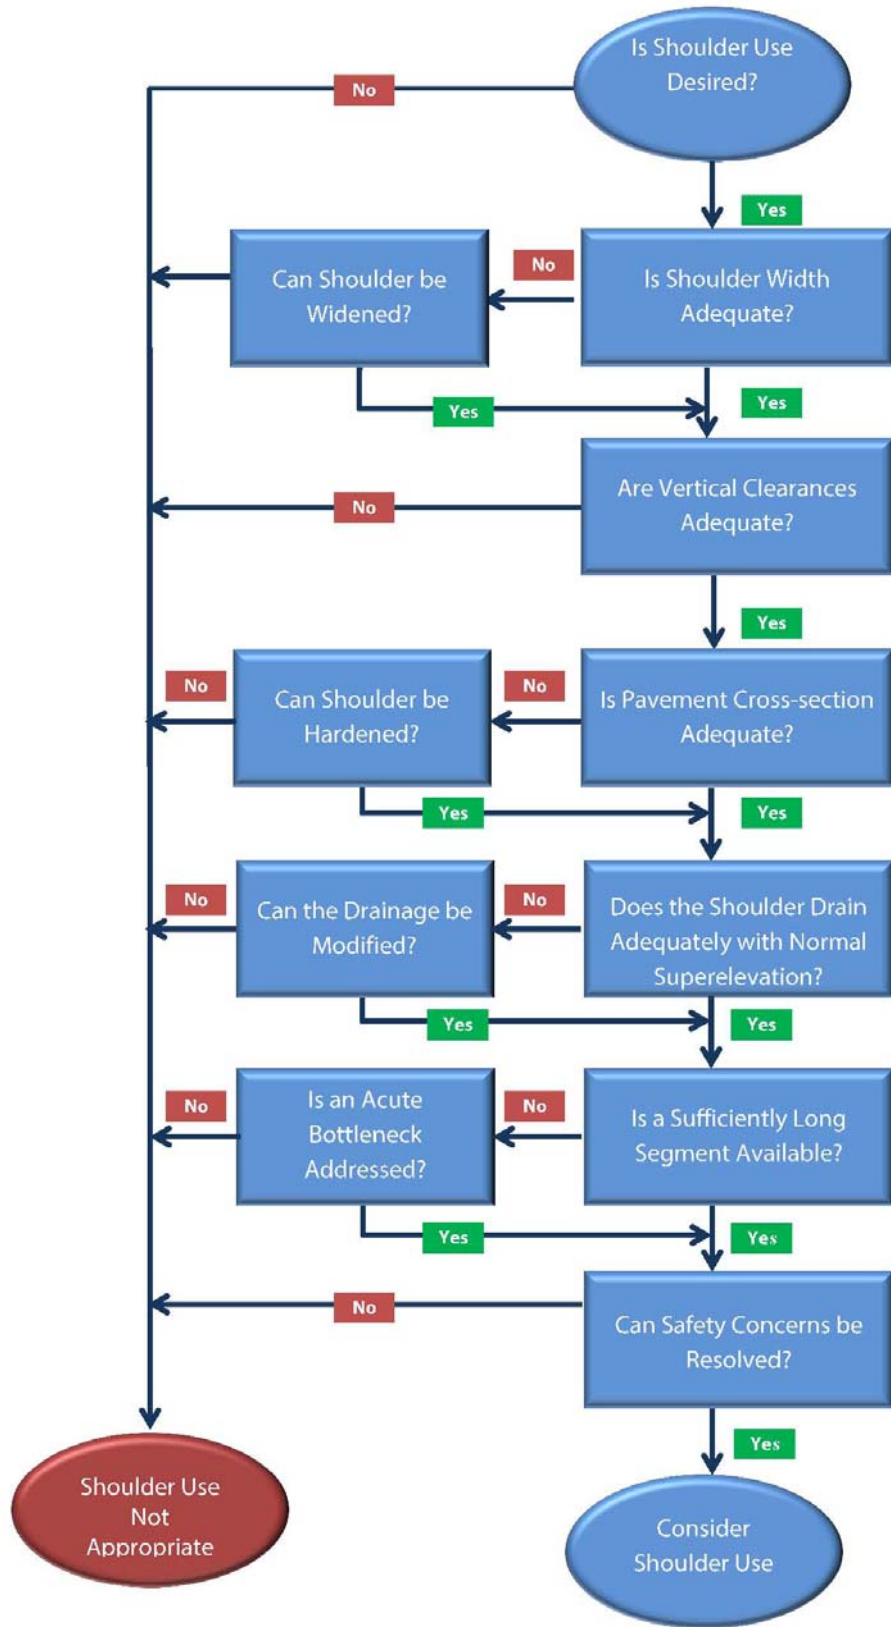 Is Shoulder Use
Desired?
No
Yes
Can Shoulder be
Widened?
No
Is Shoulder Width
Adequate?
Yes
Yes
No
Are Vertical Clearances
Adequate?
Yes
No
Can Shoulder be
Hardened?
No
Is Pavement Cross-section
Adequate?
Yes
Yes
No
Can the Drainage be
Modified?
No
Does the Shoulder Drain
Adequately with Normal
Superelevation?
Yes
Yes
No
Is an Acute
Bottleneck
Addressed?
No
Is a Sufficiently Long
Segment Available?
Yes
Yes
No
Can Safety Concerns be
Resolved?
Yes
Shoulder Use
Not
Appropriate
Consider
Shoulder Use